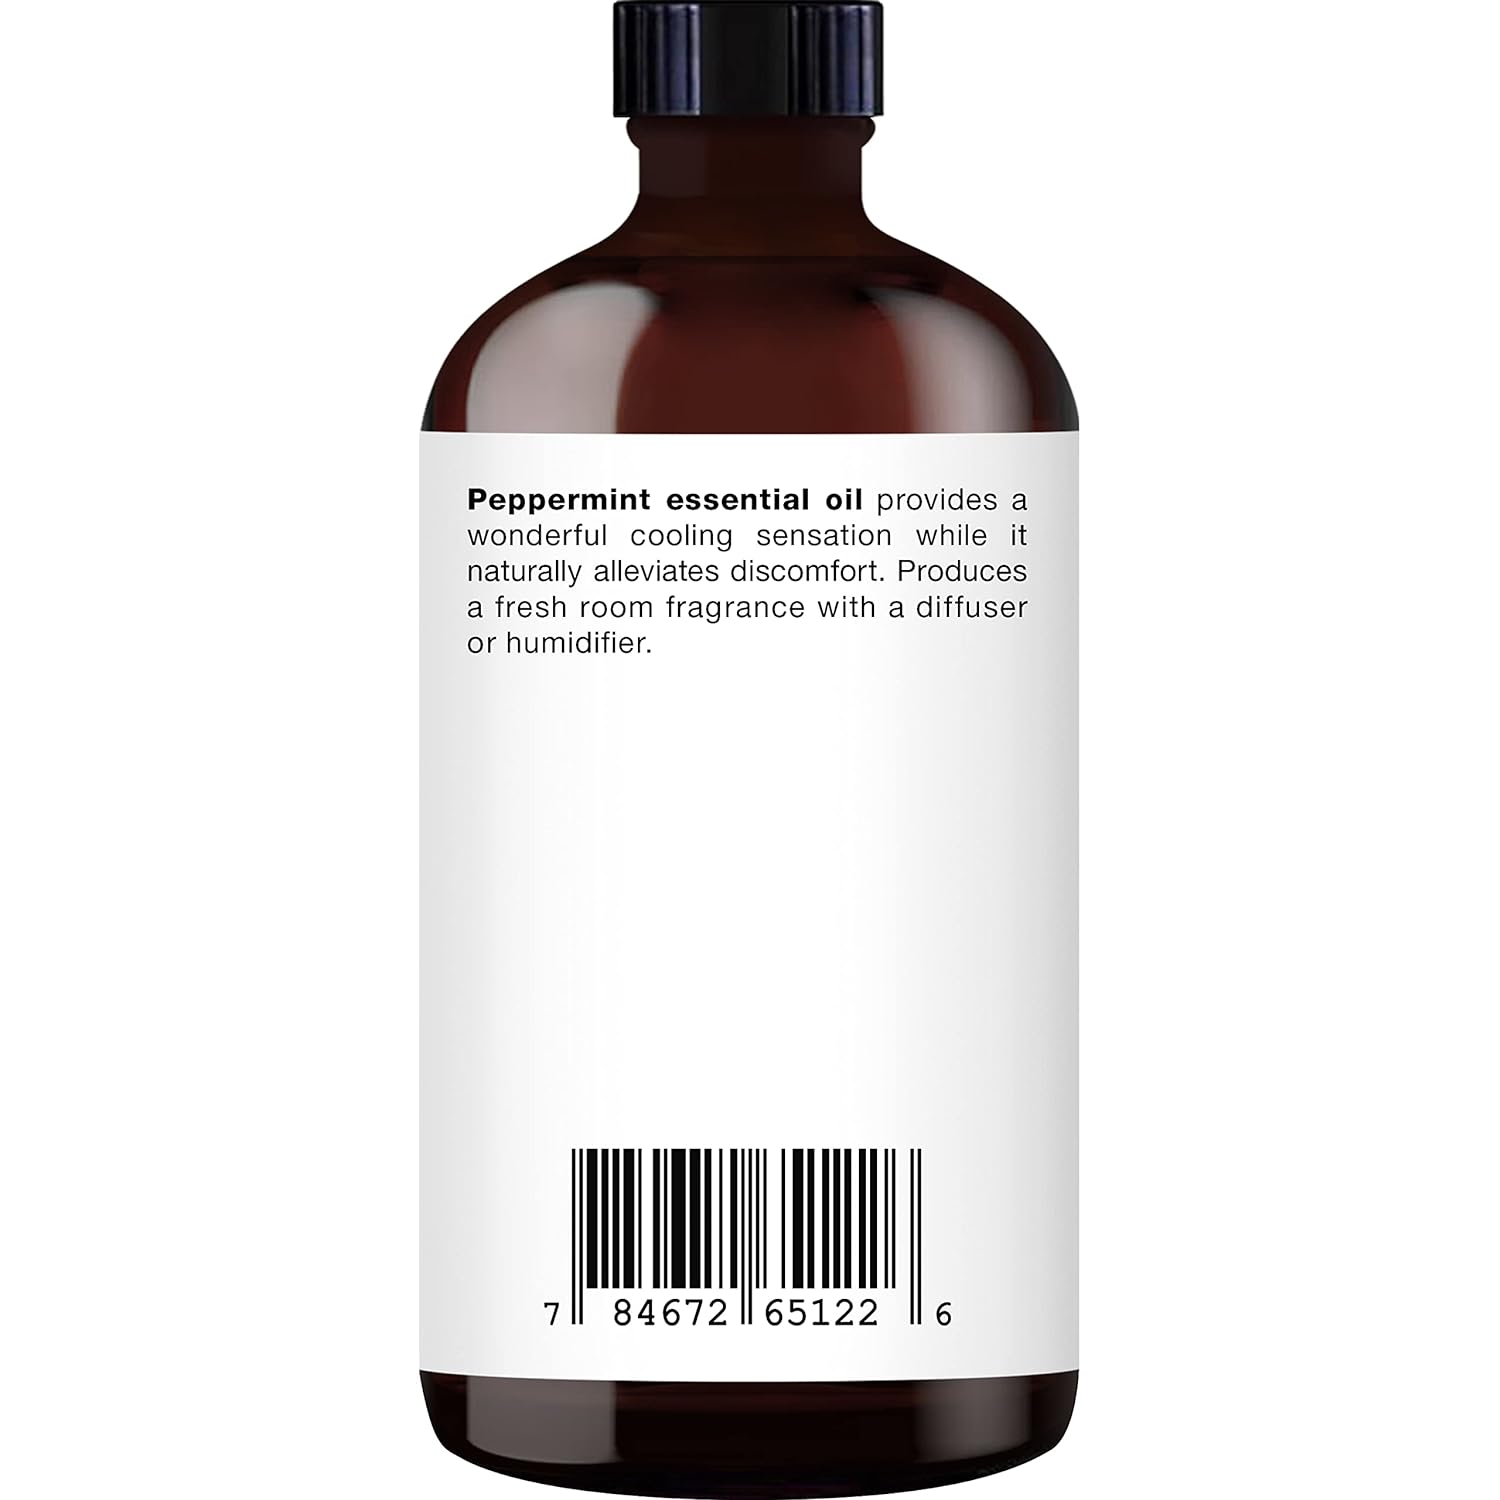 Peppermint essential oil provides a
wonderful cooling sensation while it
naturally alleviates discomfort. Produces
a fresh room fragrance with a diffuser
or humidifier.
7 84672 65122 6